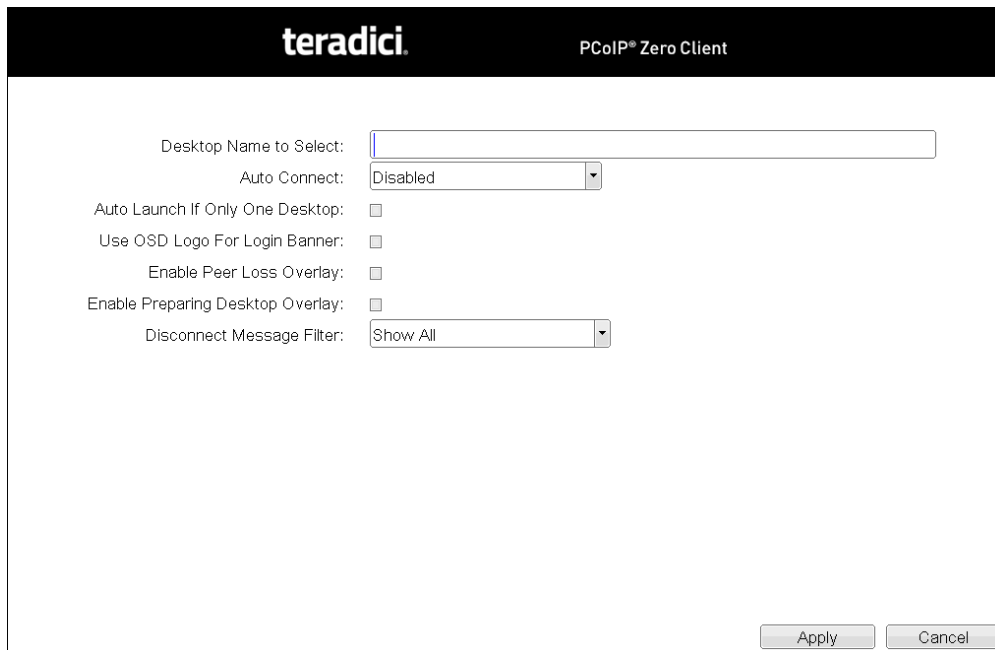 teradici.
PCoIP® Zero Client
Desktop Name to Select:
Auto Connect: Disabled
Auto Launch If Only One Desktop:
Use OSD Logo For Login Banner:
Enable Peer Loss Overlay:
Enable Preparing Desktop Overlay:
Disconnect Message Filter: Show All
Apply Cancel